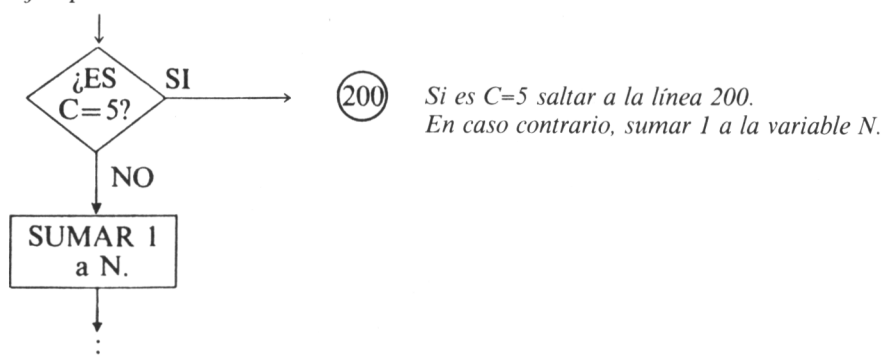 ¿ES
C=5?
SI
200
Si es C=5 saltar a la línea 200.
En caso contrario, sumar 1 a la variable N.
NO
SUMAR 1
a N.